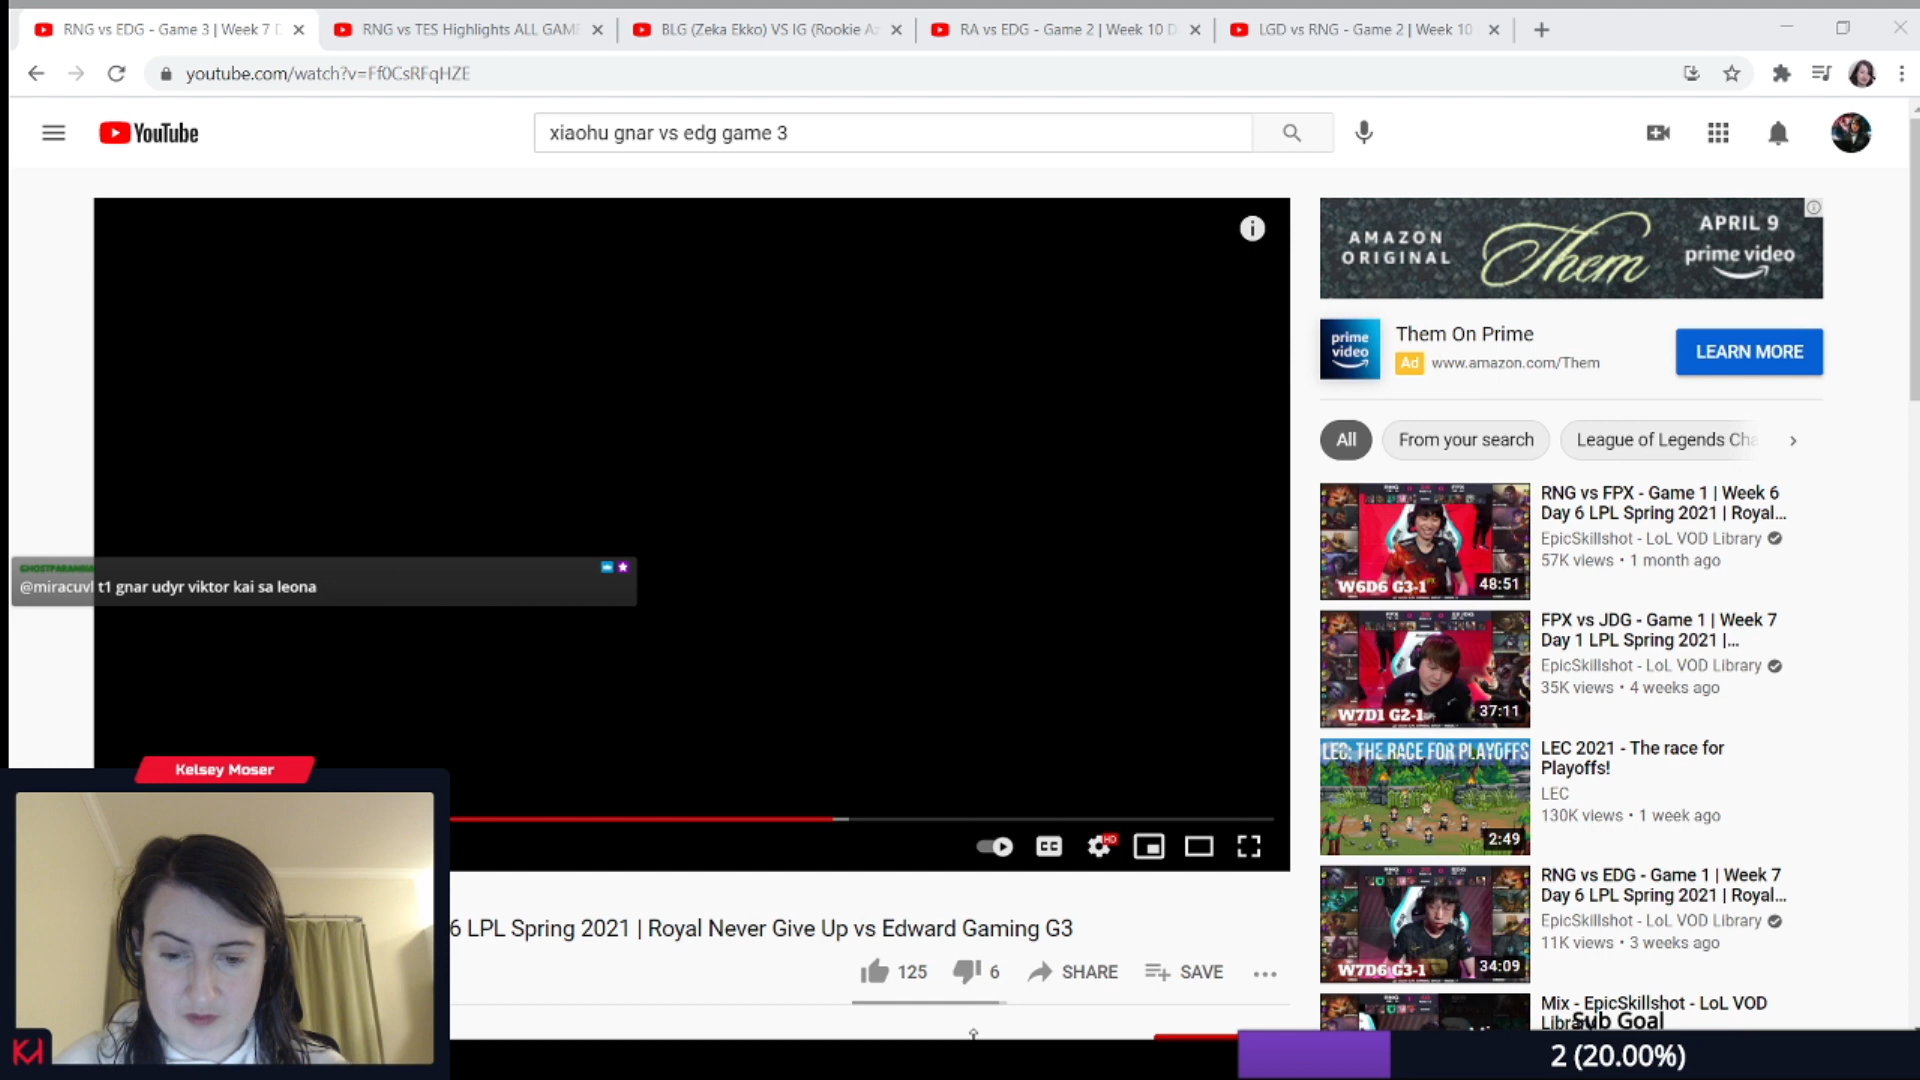 RNG vs EDG - Game 3 | Week 7 D
RNG vs TES Highlights ALL GAME
BLG (Zeka Ekko) VS IG (Rookie Az
RA vs EDG - Game 2 | Week 10 D
LGD vs RNG - Game 2 | Week 10
youtube.com/watch?v=Ff0CsRFqHZE
YouTube
xiaohu gnar vs edg game 3
AMAZON
ORIGINAL
Them
APRIL 9
prime video
prime
video
Them On Prime
Ad www.amazon.com/Them
LEARN MORE
All
From your search
League of Legends Cha
RNG vs FPX - Game 1 | Week 6
Day 6 LPL Spring 2021 | Royal...
EpicSkillshot - LoL VOD Library
57K views • 1 month ago
W6D6 G3-1
48:51
FPX vs JDG - Game 1 | Week 7
Day 1 LPL Spring 2021 |...
EpicSkillshot - LoL VOD Library
35K views • 4 weeks ago
W7D1 G2-1
37:11
LEC: THE RACE FOR PLAYOFFS
LEC 2021 - The race for
Playoffs!
LEC
130K views • 1 week ago
2:49
RNG vs EDG - Game 1 | Week 7
Day 6 LPL Spring 2021 | Royal...
EpicSkillshot - LoL VOD Library
11K views • 3 weeks ago
W7D6 G3-1
34:09
Mix - EpicSkillshot - LoL VOD
Library
@miracuvl t1 gnar udyr viktor kai sa leona
Kelsey Moser
CC
HD
6 LPL Spring 2021 | Royal Never Give Up vs Edward Gaming G3
125
6
SHARE
SAVE
KM
Sub Goal
2 (20.00%)